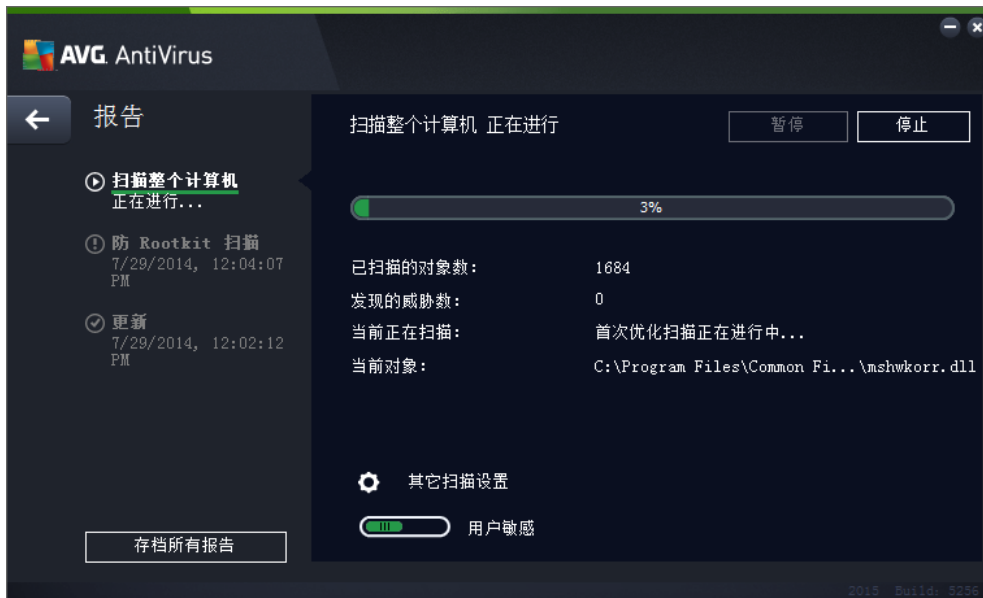 AVG. AntiVirus
报告
扫描整个计算机
正在进行...
防 Rootkit 扫描
7/29/2014, 12:04:07
PM
更新
7/29/2014, 12:02:12
PM
存档所有报告
扫描整个计算机 正在进行
暂停
停止
3%
已扫描的对象数： 1684
发现的威胁数： 0
当前正在扫描： 首次优化扫描正在进行中...
当前对象： C:\Program Files\Common Fi...\mshwkorr.dll
其它扫描设置
用户敏感
2015 Build: 5256